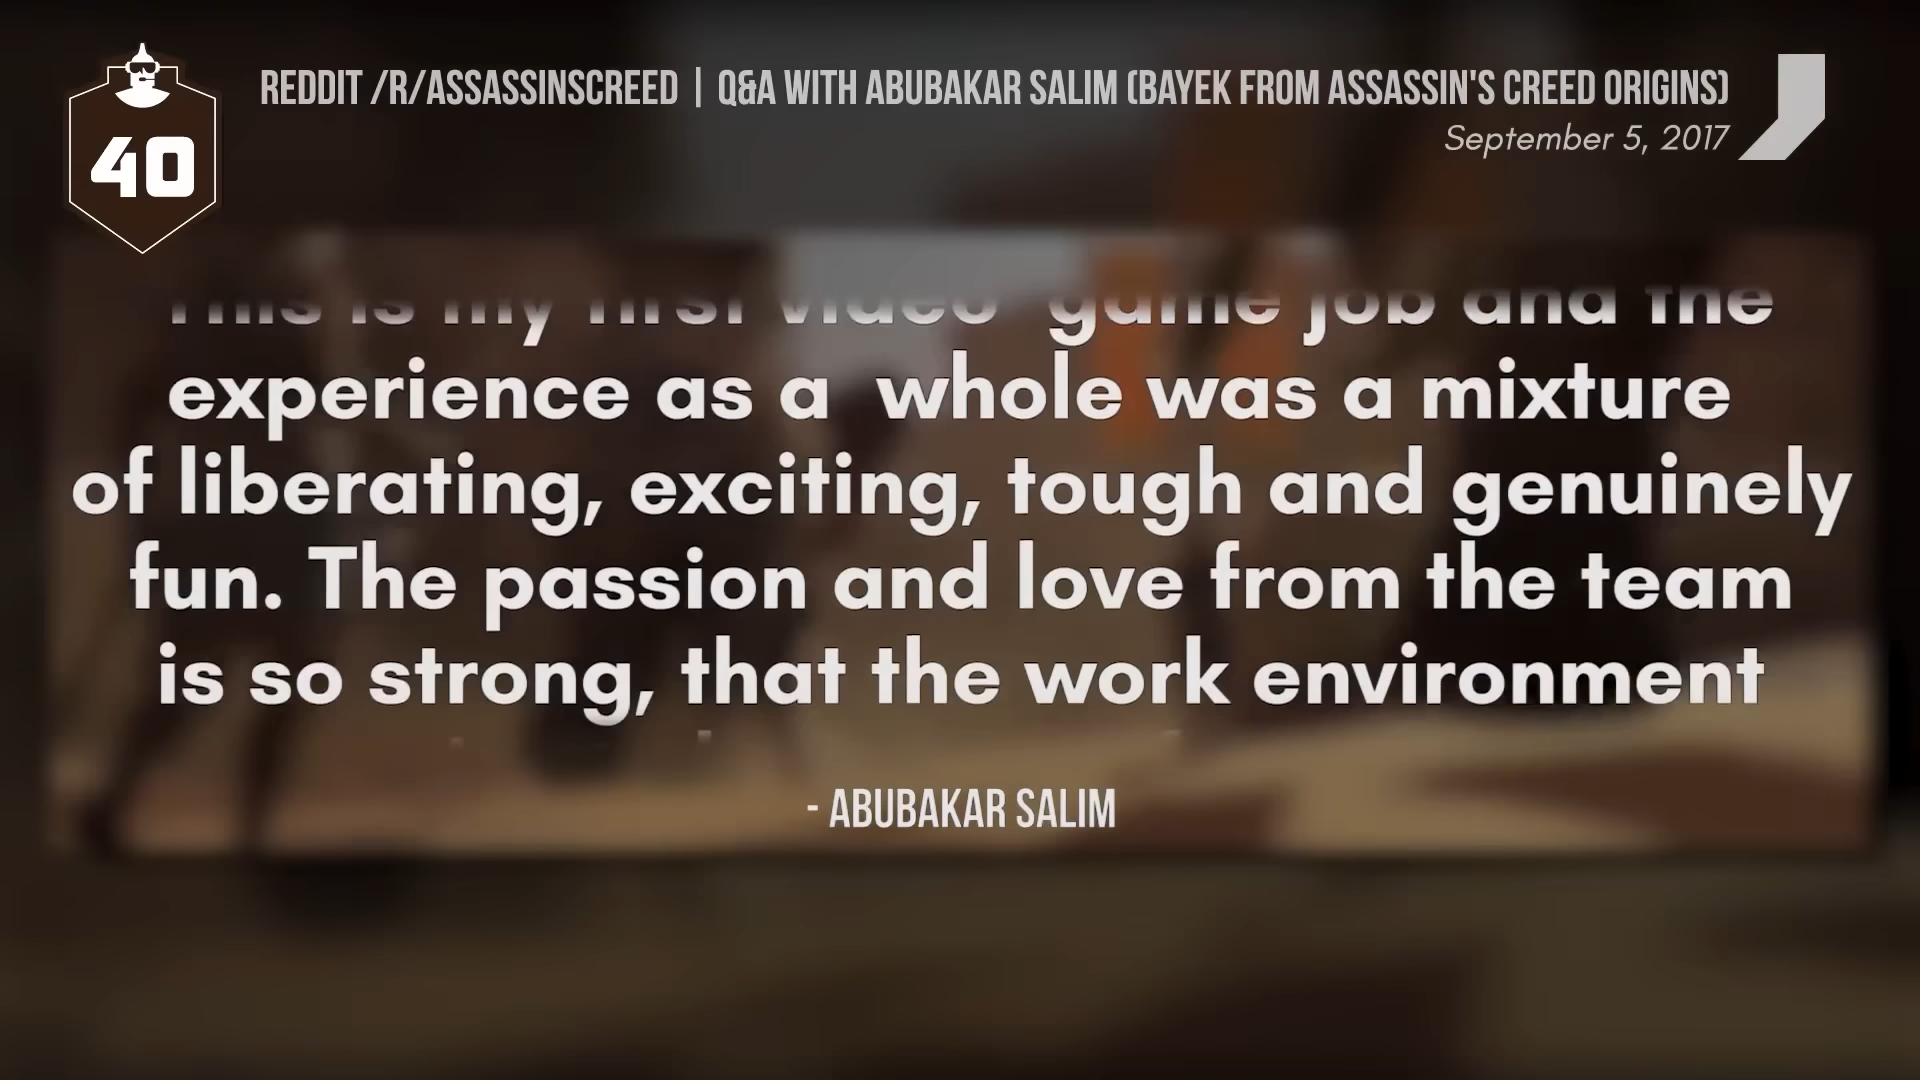 REDDIT /R/ASSASSINSCREED | Q&A WITH ABUBAKAR SALIM (BAYEK FROM ASSASSIN'S CREED ORIGINS)
September 5, 2017
40
This is my first video game job and the
experience as a whole was a mixture
of liberating, exciting, tough and genuinely
fun. The passion and love from the team
is so strong, that the work environment
- ABUBAKAR SALIM